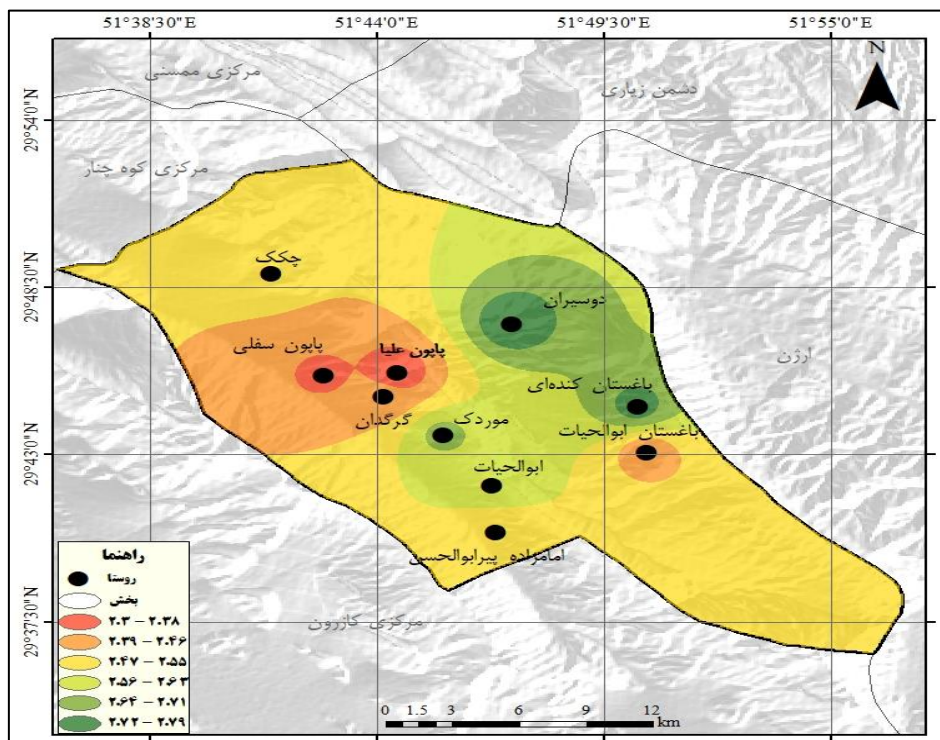 51°38'30"E 51°44'0"E 51°49'30"E 51°55'0"E
N
29°54'0"N
29°48'30"N
29°43'0"N
29°37'30"N
مرکزی ممسنی
دشمن زیاری
مرکزی کوه چنار
چکک
دوسیران
ارژن
پاپون سفلی
پاپون علیا
باغستان کنده‌ای
گرگدان
موردک
باغستان ابوالحیات
ابوالحیات
امامزاده پیرابوالحسن
مرکزی کازرون
راهنما
روستا
بخش
۲.۳ – ۲.۳۸
۲.۳۹ – ۲.۴۶
۲.۴۷ – ۲.۵۵
۲.۵۶ – ۲.۶۳
۲.۶۴ – ۲.۷۱
۲.۷۲ – ۲.۷۹
0 1.5 3 6 9 12
km